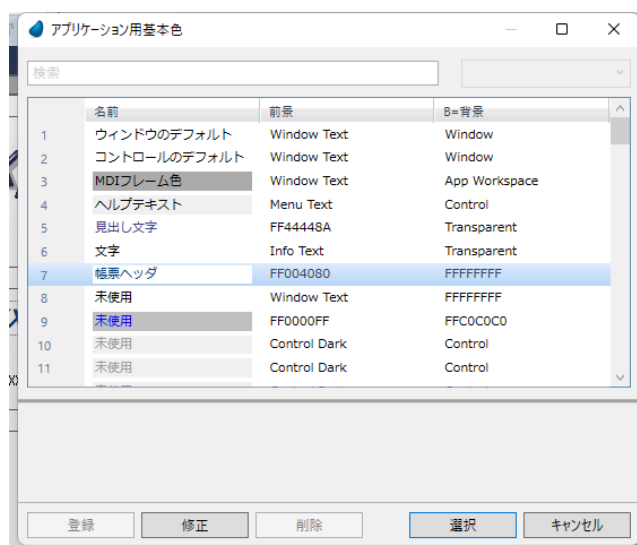 アプリケーション用基本色
検索
名前 前景 B=背景
1 ウィンドウのデフォルト Window Text Window
2 コントロールのデフォルト Window Text Window
3 MDIフレーム色 Window Text App Workspace
4 ヘルプテキスト Menu Text Control
5 見出し文字 FF44448A Transparent
6 文字 Info Text Transparent
7 帳票ヘッダ FF004080 FFFFFFFF
8 未使用 Window Text FFFFFFFF
9 未使用 FF0000FF FFC0C0C0
10 未使用 Control Dark Control
11 未使用 Control Dark Control
登録 修正 削除 選択 キャンセル